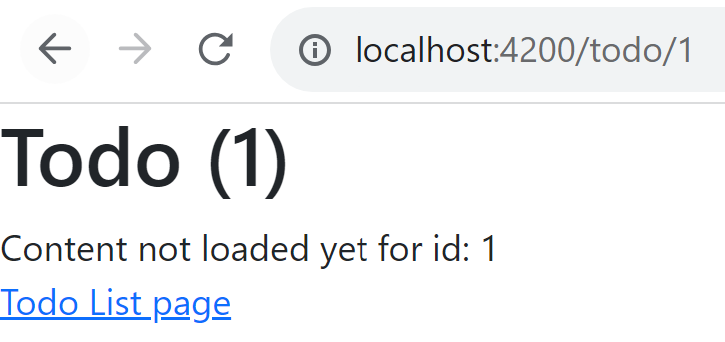 localhost:4200/todo/1
Todo (1)
Content not loaded yet for id: 1
Todo List page